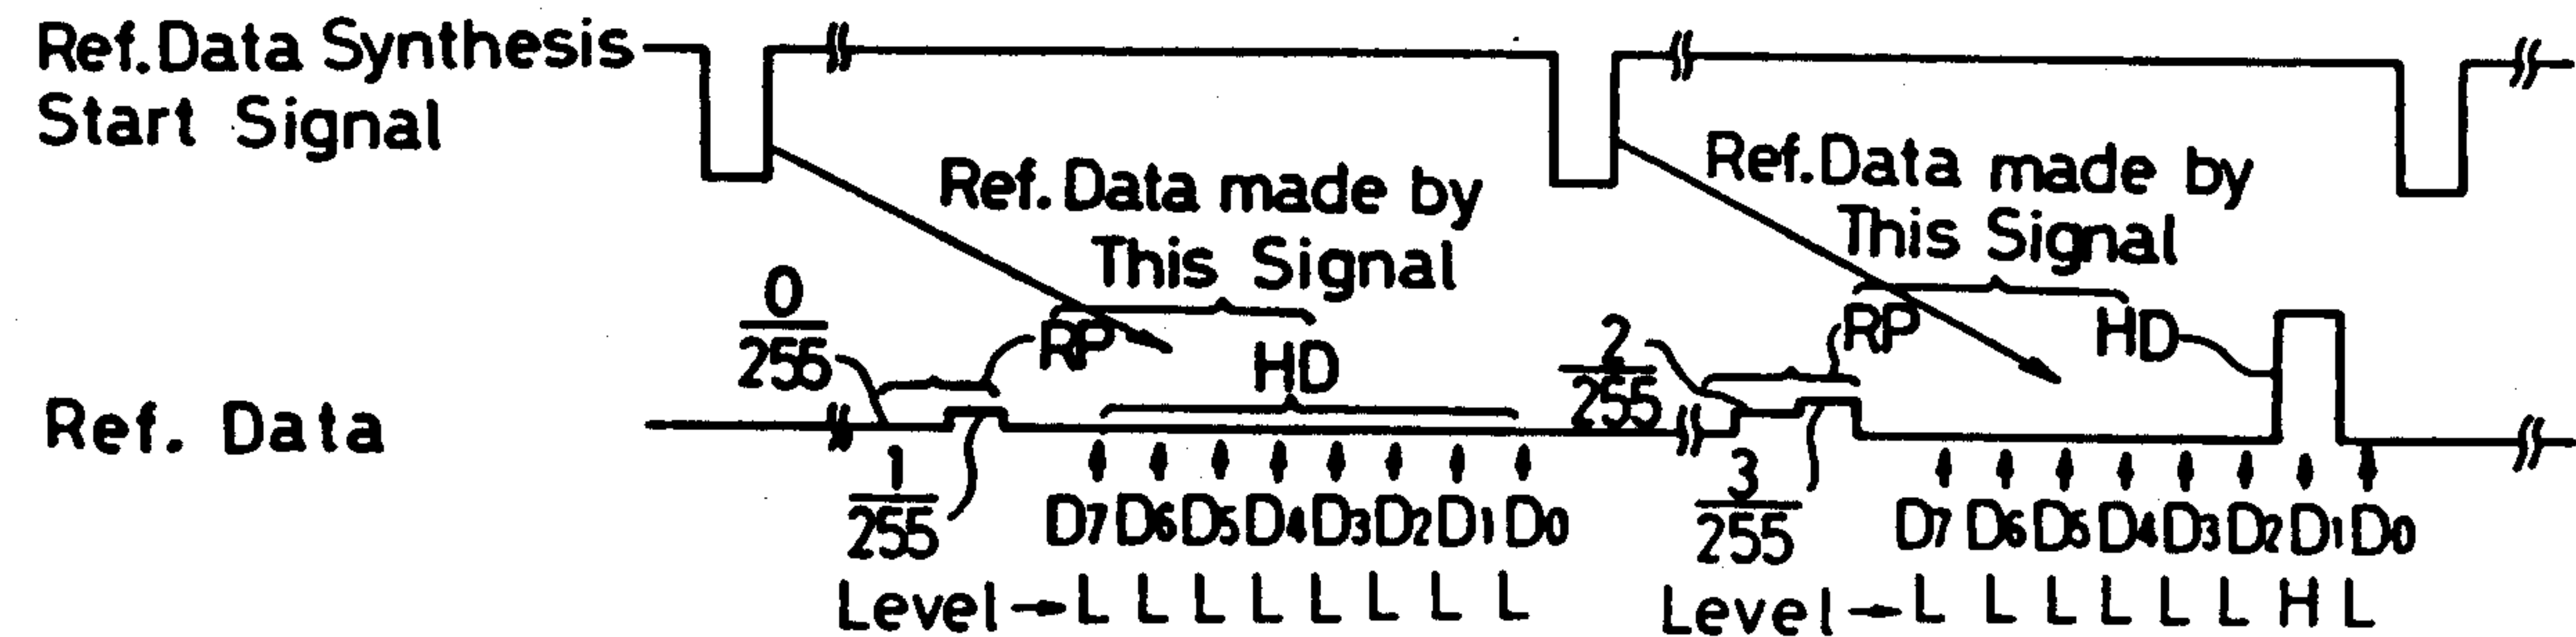 Ref.Data Synthesis
Start Signal
Ref.Data made by
This Signal
Ref.Data made by
This Signal
0/255
RP
HD
2/255
RP
HD
Ref. Data
1/255
D7 D6 D5 D4 D3 D2 D1 D0
3/255
D7 D6 D5 D4 D3 D2 D1 D0
Level→L L L L L L L L
Level→L L L L L L H L